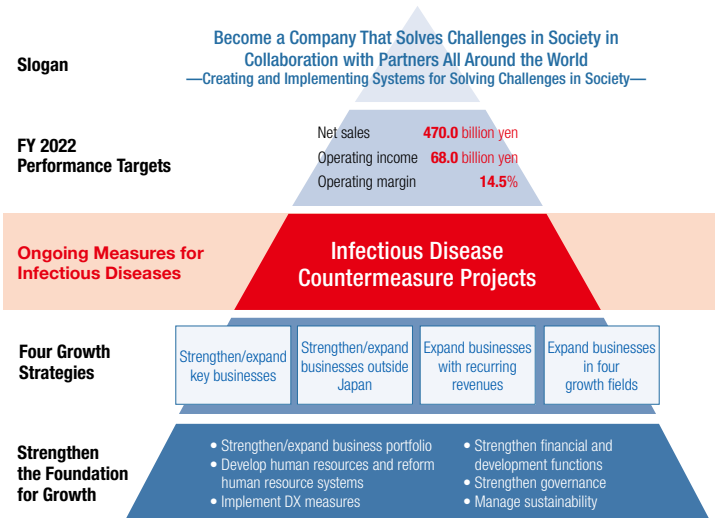 Slogan
Become a Company That Solves Challenges in Society in
Collaboration with Partners All Around the World
—Creating and Implementing Systems for Solving Challenges in Society—
FY 2022
Performance Targets
Net sales 470.0 billion yen
Operating income 68.0 billion yen
Operating margin 14.5%
Ongoing Measures for
Infectious Diseases
Infectious Disease
Countermeasure Projects
Four Growth
Strategies
Strengthen/expand
key businesses
Strengthen/expand
businesses outside
Japan
Expand businesses
with recurring
revenues
Expand businesses
in four
growth fields
Strengthen
the Foundation
for Growth
• Strengthen/expand business portfolio
• Develop human resources and reform
human resource systems
• Implement DX measures
• Strengthen financial and
development functions
• Strengthen governance
• Manage sustainability